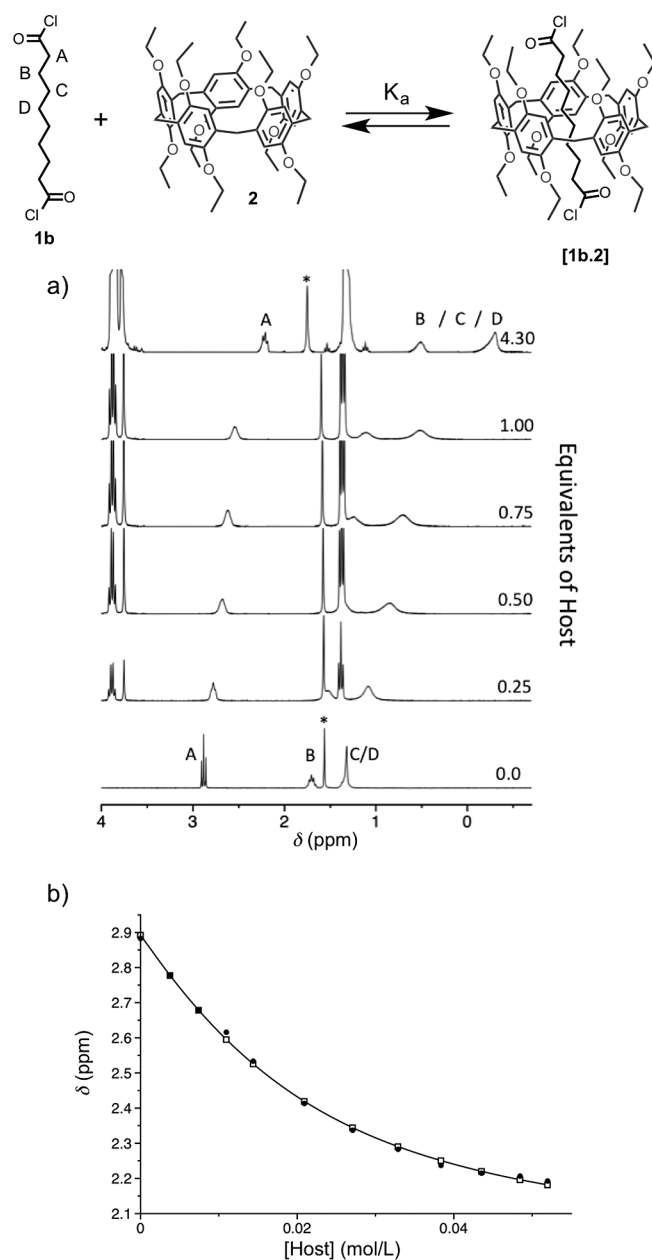 Cl
O
A
B
C
D
+
Cl
O
1b
O
O
O
O
O
O
O
O
O
O
2
Ka
Cl
O
O
O
O
O
O
O
O
O
O
O
Cl
O
[1b.2]
a)
*
A
B / C / D
4.30
1.00
0.75
0.50
0.25
*
A
B
C/D
0.0
Equivalents of Host
4 3 2 1 0
δ (ppm)
b)
2.9
2.8
2.7
2.6
2.5
2.4
2.3
2.2
2.1
δ (ppm)
0 0.02 0.04
[Host] (mol/L)